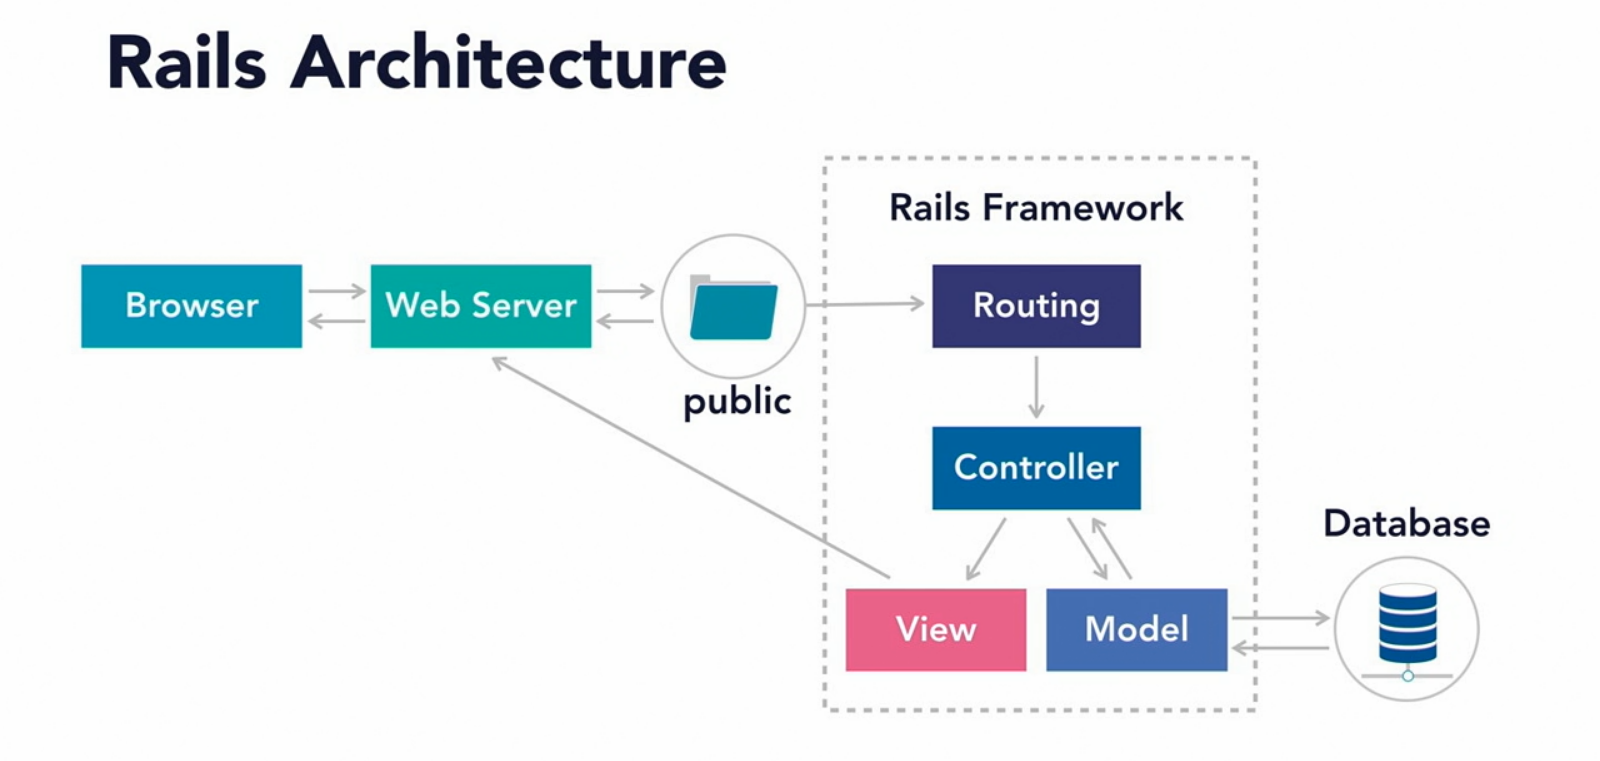 Rails Architecture
Rails Framework
Browser
Web Server
public
Routing
Controller
View
Model
Database